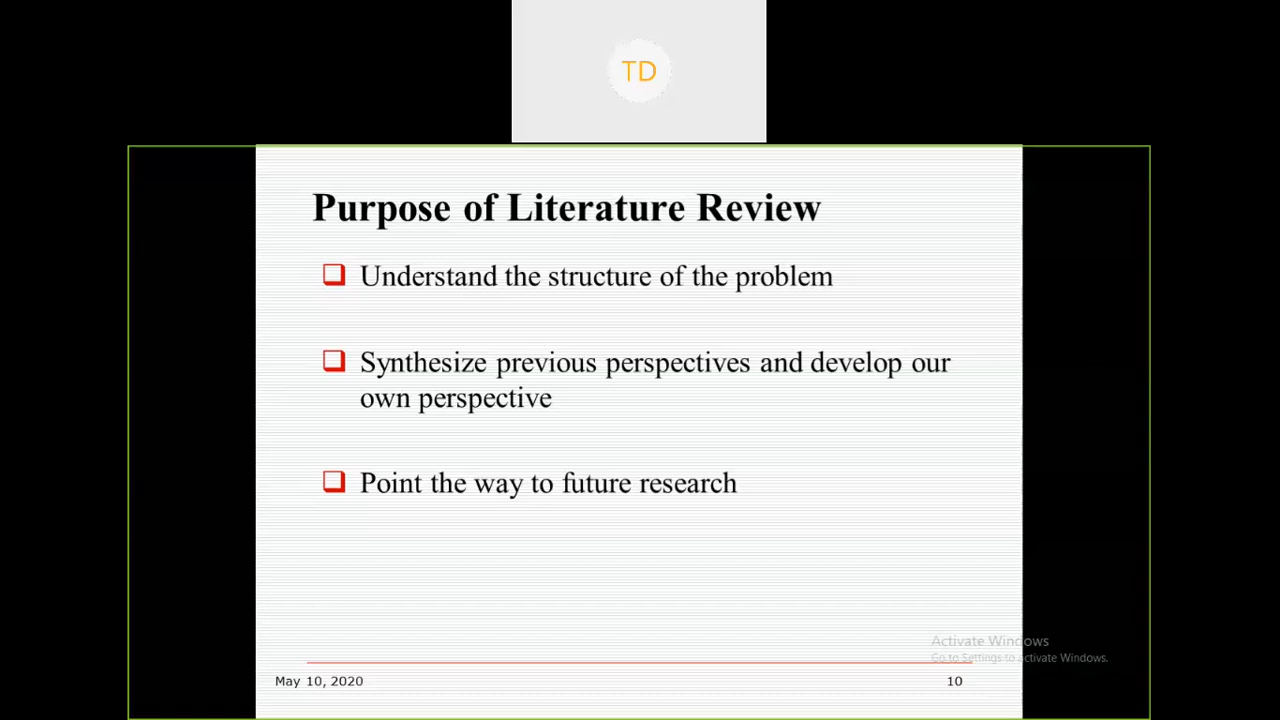 TD
Purpose of Literature Review
Understand the structure of the problem
Synthesize previous perspectives and develop our
own perspective
Point the way to future research
Activate Windows
Go to Settings to activate Windows.
May 10, 2020
10